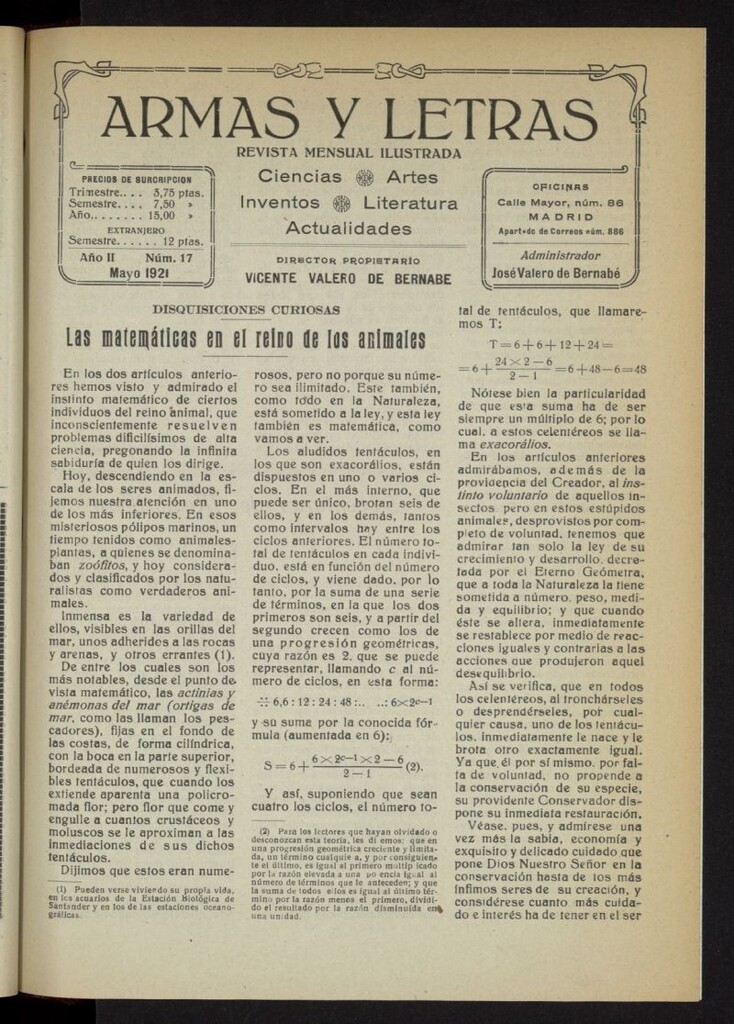 ARMAS Y LETRAS
REVISTA MENSUAL ILUSTRADA
Ciencias Artes
Inventos Literatura
Actualidades
PRECIOS DE SURCRIPCION
Trimestre.... 3,75 ptas.
Semestre.... 7,50 »
Año........ 15,00 »
EXTRANJERO
Semestre...... 12 ptas.
Año II Núm. 17
Mayo 1921
DIRECTOR PROPIETARIO
VICENTE VALERO DE BERNABE
OFICINAS
Calle Mayor, núm. 86
MADRID
Apartado de Correos núm. 886
Administrador
José Valero de Bernabé
DISQUISICIONES CURIOSAS
Las matemáticas en el reino de los animales
En los dos artículos anterio-
res hemos visto y admirado el
instinto matemático de ciertos
individuos del reino animal, que
inconscientemente resuelven
problemas dificilísimos de alta
ciencia, pregonando la infinita
sabiduría de quien los dirige.
Hoy, descendiendo en la es-
cala de los seres animados, fi-
jemos nuestra atención en uno
de los más inferiores. En esos
misteriosos pólipos marinos, un
tiempo tenidos como animales-
plantas, a quienes se denomina-
ban zoófitos, y hoy considera-
dos y clasificados por los natu-
ralistas como verdaderos ani-
males.
Inmensa es la variedad de
ellos, visibles en las orillas del
mar, unos adheridos a las rocas
y arenas, y otros errantes (1).
De entre los cuales son los
más notables, desde el punto de
vista matemático, las actinias y
anémonas del mar (ortigas de
mar, como las llaman los pes-
cadores), fijas en el fondo de
las costas, de forma cilíndrica,
con la boca en la parte superior,
bordeada de numerosos y flexi-
bles tentáculos, que cuando los
extiende aparenta una policro-
mada flor; pero flor que come y
engulle a cuantos crustáceos y
moluscos se le aproximan a las
inmediaciones de sus dichos
tentáculos.
Dijimos que estos eran nume-
(1) Pueden verse viviendo su propia vida,
en los acuarios de la Estación Biológica de
Santander y en los de las estaciones oceano-
gráficas.
rosos, pero no porque su núme-
ro sea ilimitado. Este también,
como todo en la Naturaleza,
está sometido a la ley, y esta ley
también es matemática, como
vamos a ver.
Los aludidos tentáculos, en
los que son exacorálios, están
dispuestos en uno o varios ci-
clos. En el más interno, que
puede ser único, brotan seis de
ellos, y en los demás, tantos
como intervalos hay entre los
ciclos anteriores. El número to-
tal de tentáculos en cada indivi-
duo, está en función del número
de ciclos, y viene dado, por lo
tanto, por la suma de una serie
de términos, en la que los dos
primeros son seis, y a partir del
segundo crecen como los de
una progresión geométricas,
cuya razón es 2, que se puede
representar, llamando c al nú-
mero de ciclos, en esta forma:
∺ 6,6 : 12 : 24 : 48 :.. ..: 6×2ᶜ⁻¹
y su suma por la conocida fór-
mula (aumentada en 6):
S = 6 + (6×2ᶜ⁻¹×2−6)/(2−1) (2).
Y así, suponiendo que sean
cuatro los ciclos, el número to-
(2) Para los lectores que hayan olvidado o
desconozcan esta teoría, les di emos: que en
una progresión geométrica creciente y limita-
da, un término cualquie a, y por consiguien-
te el último, es igual al primero multip icado
por la razón elevada a una po encia igual al
número de términos que le anteceden; y que
la suma de todos ellos es igual al último tér-
mino por la razón menos el primero, dividi-
do el resultado por la razón disminuida en
una unidad.
tal de tentáculos, que llamare-
mos T:
T = 6 + 6 + 12 + 24 =
= 6 + (24×2−6)/(2−1) = 6 + 48 − 6 = 48
Nótese bien la particularidad
de que esta suma ha de ser
siempre un múltiplo de 6; por lo
cual, a estos celentéreos se lla-
ma exacorálios.
En los artículos anteriores
admirábamos, además de la
providencia del Creador, al ins-
tinto voluntario de aquellos in-
sectos pero en estos estúpidos
animales, desprovistos por com-
pleto de voluntad, tenemos que
admirar tan solo la ley de su
crecimiento y desarrollo, decre-
tada por el Eterno Geómetra,
que a toda la Naturaleza la tiene
sometida a número, peso, medi-
da y equilibrio; y que cuando
éste se altera, inmediatamente
se restablece por medio de reac-
ciones iguales y contrarias a las
acciones que produjeron aquel
desequilibrio.
Así se verifica, que en todos
los celentéreos, al tronchárseles
o desprendérseles, por cual-
quier causa, uno de los tentácu-
los, inmediatamente le nace y le
brota otro exactamente igual.
Ya que él por sí mismo, por fal-
ta de voluntad, no propende a
la conservación de su especie,
su providente Conservador dis-
pone su inmediata restauración.
Véase, pues, y admírese una
vez más la sabia, economía y
exquisito y delicado cuidado que
pone Dios Nuestro Señor en la
conservación hasta de los más
ínfimos seres de su creación, y
considérese cuanto más cuida-
do e interés ha de tener en el ser